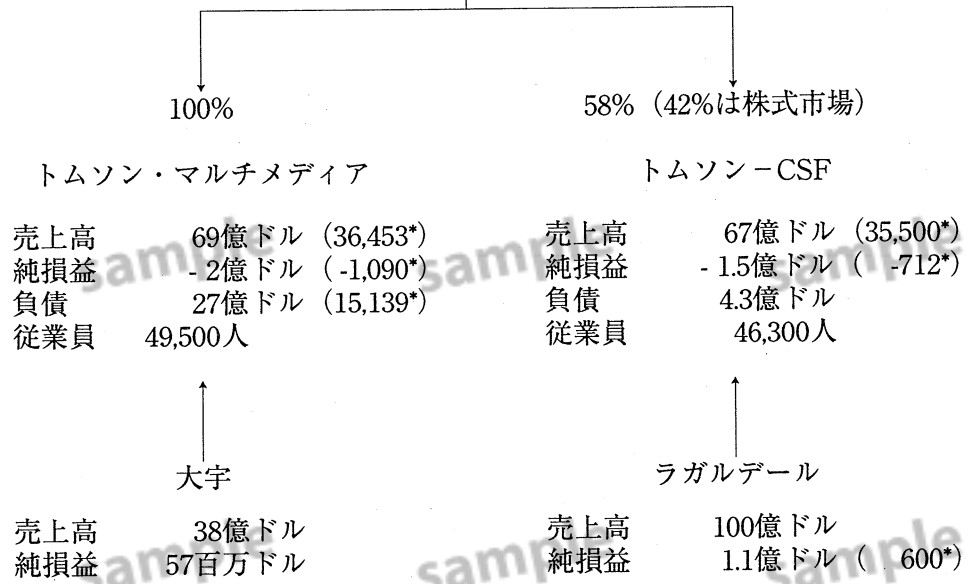 100%
トムソン・マルチメディア
売上高 69億ドル (36,453*)
純損益 - 2億ドル ( -1,090*)
負債 27億ドル (15,139*)
従業員 49,500人
大宇
売上高 38億ドル
純損益 57百万ドル
58% (42%は株式市場)
トムソン－CSF
売上高 67億ドル (35,500*)
純損益 - 1.5億ドル ( -712*)
負債 4.3億ドル
従業員 46,300人
ラガルデール
売上高 100億ドル
純損益 1.1億ドル ( 600*)
sample
sample
sample
sample
sample
sample